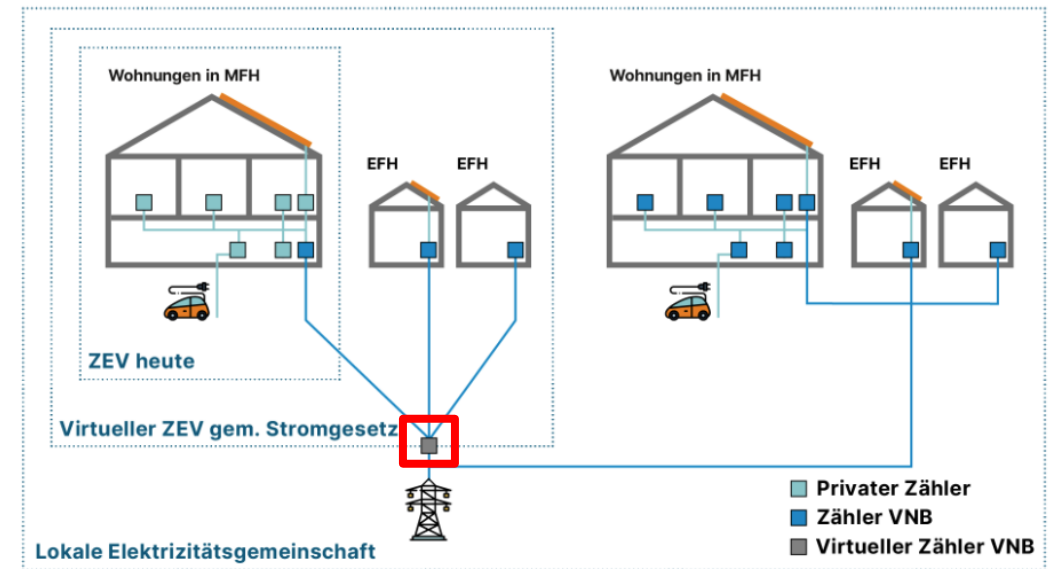 Wohnungen in MFH
EFH
EFH
ZEV heute
Virtueller ZEV gem. Stromgesetz
Wohnungen in MFH
EFH
EFH
Privater Zähler
Zähler VNB
Virtueller Zähler VNB
Lokale Elektrizitätsgemeinschaft